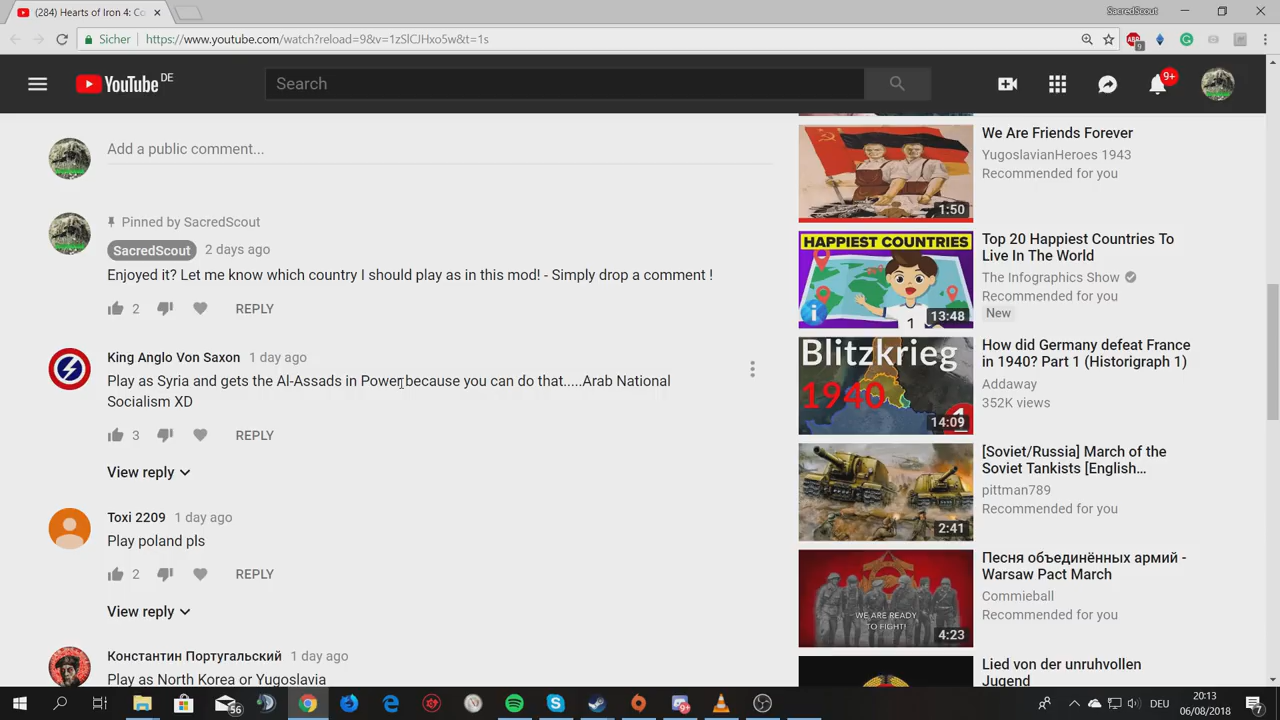 (284) Hearts of Iron 4: Co
SacredScout
Sicher
https://www.youtube.com/watch?reload=9&v=1zSlCJHxo5w&t=1s
ABP
9
YouTube DE
Search
9+
Add a public comment...
Pinned by SacredScout
SacredScout 2 days ago
Enjoyed it? Let me know which country I should play as in this mod! - Simply drop a comment !
2 REPLY
King Anglo Von Saxon 1 day ago
Play as Syria and gets the Al-Assads in Power because you can do that.....Arab National
Socialism XD
3 REPLY
View reply
Toxi 2209 1 day ago
Play poland pls
2 REPLY
View reply
Константин Португальский 1 day ago
Play as North Korea or Yugoslavia
1:50
We Are Friends Forever
YugoslavianHeroes 1943
Recommended for you
HAPPIEST COUNTRIES
1
13:48
Top 20 Happiest Countries To
Live In The World
The Infographics Show
Recommended for you
New
Blitzkrieg
1940
1
14:09
How did Germany defeat France
in 1940? Part 1 (Historigraph 1)
Addaway
352K views
2:41
[Soviet/Russia] March of the
Soviet Tankists [English...
pittman789
Recommended for you
WE ARE READY
TO FIGHT!
4:23
Песня объединённых армий -
Warsaw Pact March
Commieball
Recommended for you
Lied von der unruhvollen
Jugend
86
DEU
20:13
06/08/2018
7